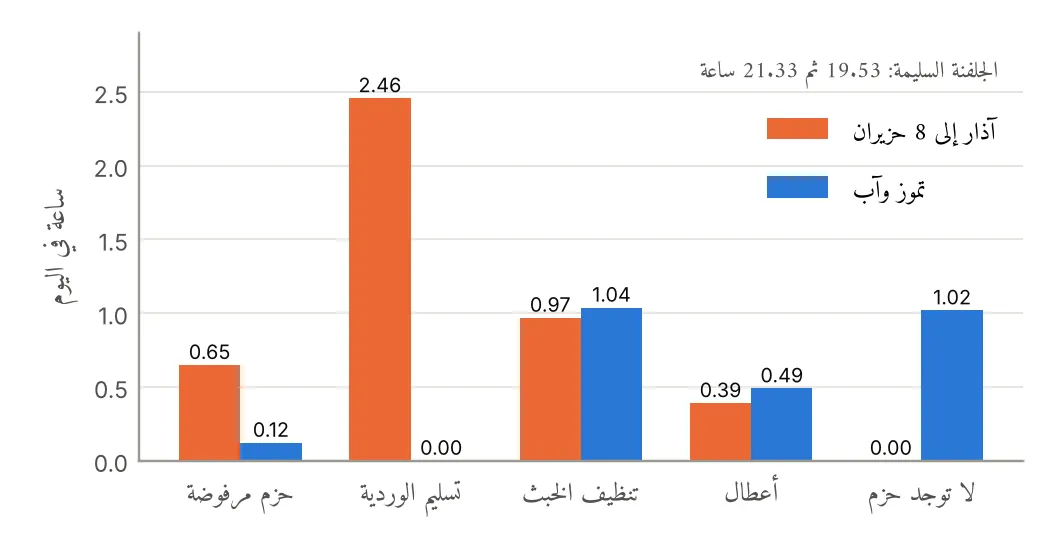 الجلفنة السليمة: 19.53 ثم 21.33 ساعة
آذار إلى 8 حزيران
تموز وآب
ساعة في اليوم
2.5
2.0
1.5
1.0
0.5
0.0
0.65
0.12
2.46
0.00
0.97
1.04
0.39
0.49
0.00
1.02
حزم مرفوضة
تسليم الوردية
تنظيف الخبث
أعطال
لا توجد حزم